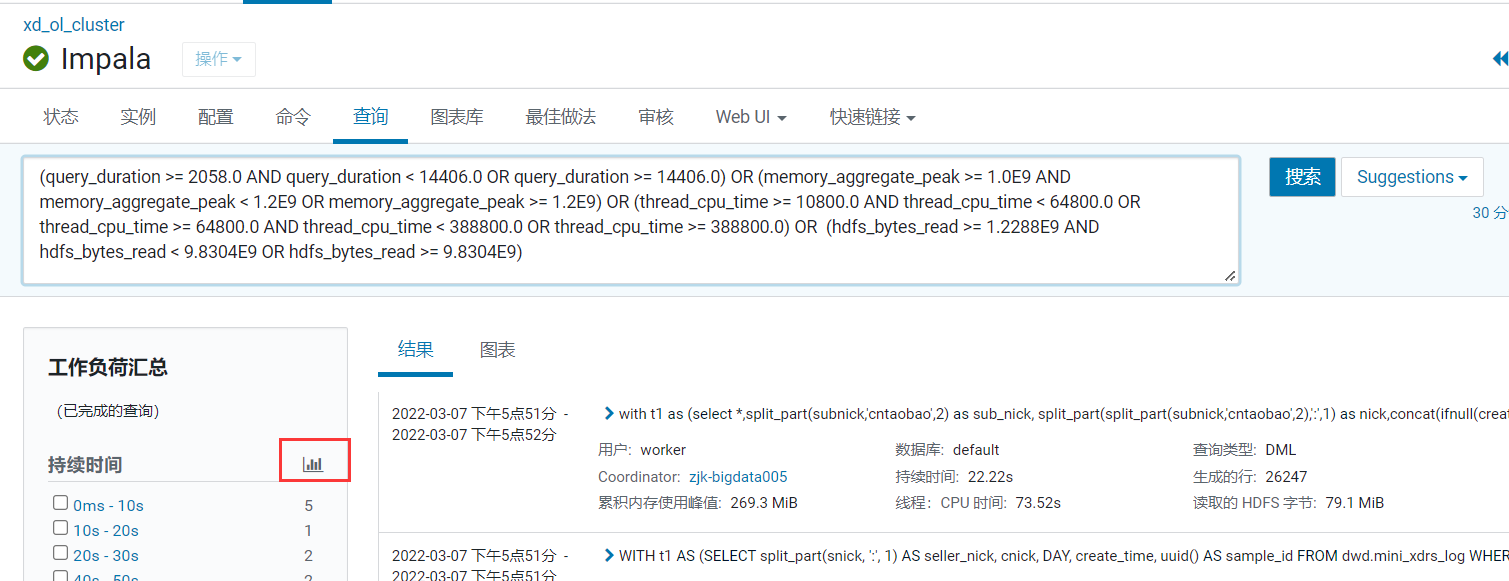 xd_ol_cluster
Impala
操作
状态 实例 配置 命令 查询 图表库 最佳做法 审核 Web UI 快速链接
(query_duration >= 2058.0 AND query_duration < 14406.0 OR query_duration >= 14406.0) OR (memory_aggregate_peak >= 1.0E9 AND
memory_aggregate_peak < 1.2E9 OR memory_aggregate_peak >= 1.2E9) OR (thread_cpu_time >= 10800.0 AND thread_cpu_time < 64800.0 OR
thread_cpu_time >= 64800.0 AND thread_cpu_time < 388800.0 OR thread_cpu_time >= 388800.0) OR (hdfs_bytes_read >= 1.2288E9 AND
hdfs_bytes_read < 9.8304E9 OR hdfs_bytes_read >= 9.8304E9)
搜索
Suggestions
30 分
工作负荷汇总
(已完成的查询)
持续时间
0ms - 10s 5
10s - 20s 1
20s - 30s 2
40s - 50s 2
结果 图表
2022-03-07 下午5点51分 -
2022-03-07 下午5点52分
with t1 as (select *,split_part(subnick,'cntaobao',2) as sub_nick, split_part(split_part(subnick,'cntaobao',2),':',1) as nick,concat(ifnull(creat
用户: worker 数据库: default 查询类型: DML
Coordinator: zjk-bigdata005 持续时间: 22.22s 生成的行: 26247
累积内存使用峰值: 269.3 MiB 线程：CPU 时间: 73.52s 读取的 HDFS 字节: 79.1 MiB
2022-03-07 下午5点51分 -
2022-03-07 下午5点51分
WITH t1 AS (SELECT split_part(snick, ':', 1) AS seller_nick, cnick, DAY, create_time, uuid() AS sample_id FROM dwd.mini_xdrs_log WHER